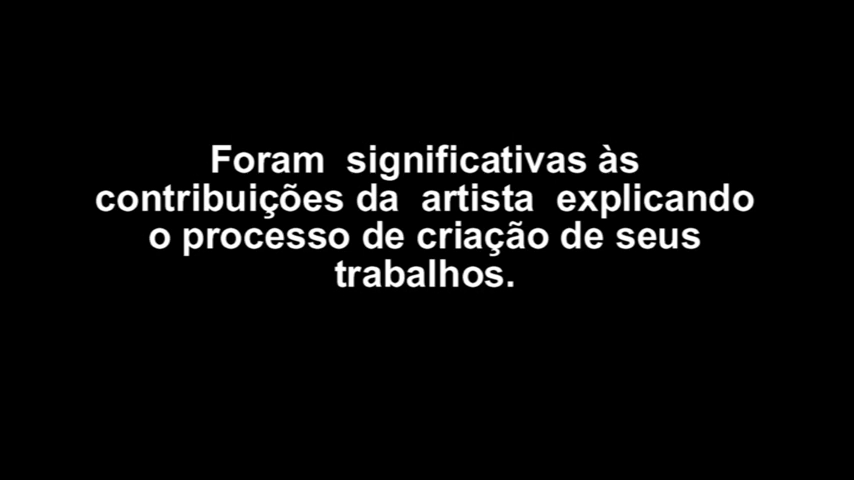 Foram significativas às
contribuições da artista explicando
o processo de criação de seus
trabalhos.